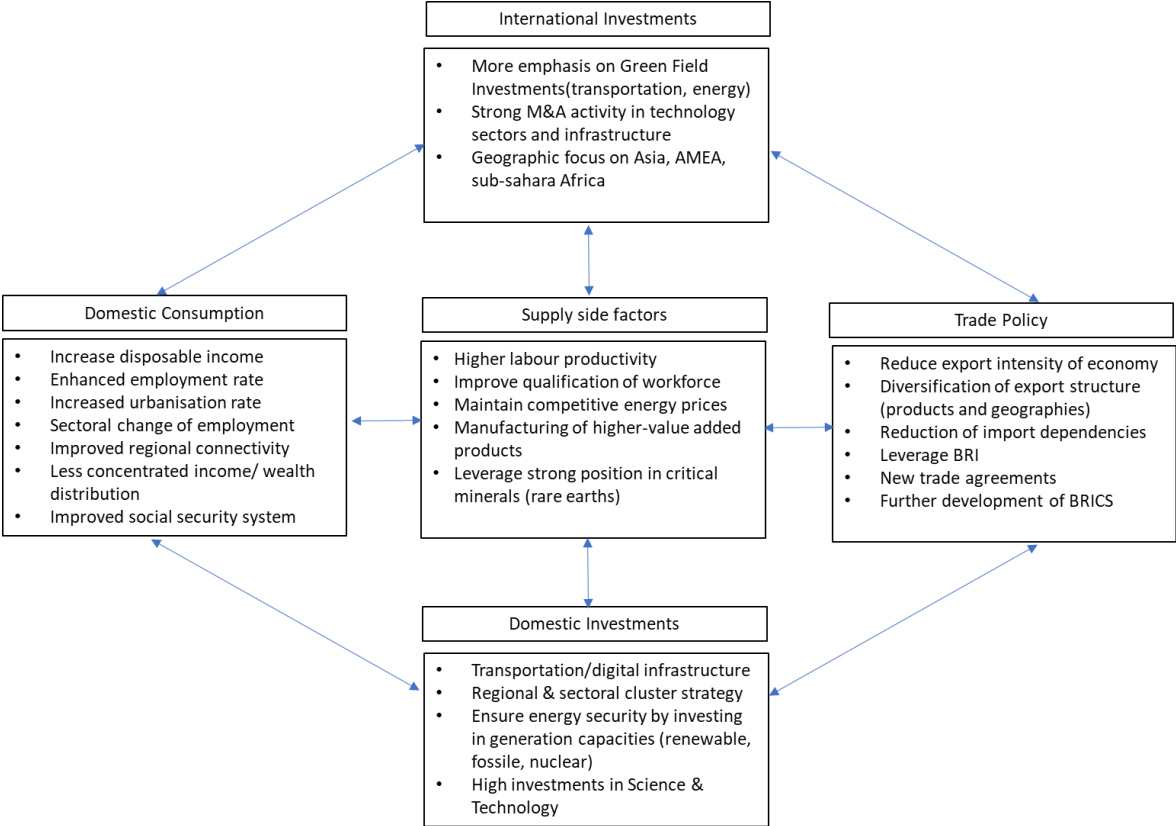 International Investments
• More emphasis on Green Field
Investments(transportation, energy)
• Strong M&A activity in technology
sectors and infrastructure
• Geographic focus on Asia, AMEA,
sub-sahara Africa
Domestic Consumption
• Increase disposable income
• Enhanced employment rate
• Increased urbanisation rate
• Sectoral change of employment
• Improved regional connectivity
• Less concentrated income/ wealth
distribution
• Improved social security system
Supply side factors
• Higher labour productivity
• Improve qualification of workforce
• Maintain competitive energy prices
• Manufacturing of higher-value added
products
• Leverage strong position in critical
minerals (rare earths)
Trade Policy
• Reduce export intensity of economy
• Diversification of export structure
(products and geographies)
• Reduction of import dependencies
• Leverage BRI
• New trade agreements
• Further development of BRICS
Domestic Investments
• Transportation/digital infrastructure
• Regional & sectoral cluster strategy
• Ensure energy security by investing
in generation capacities (renewable,
fossile, nuclear)
• High investments in Science &
Technology